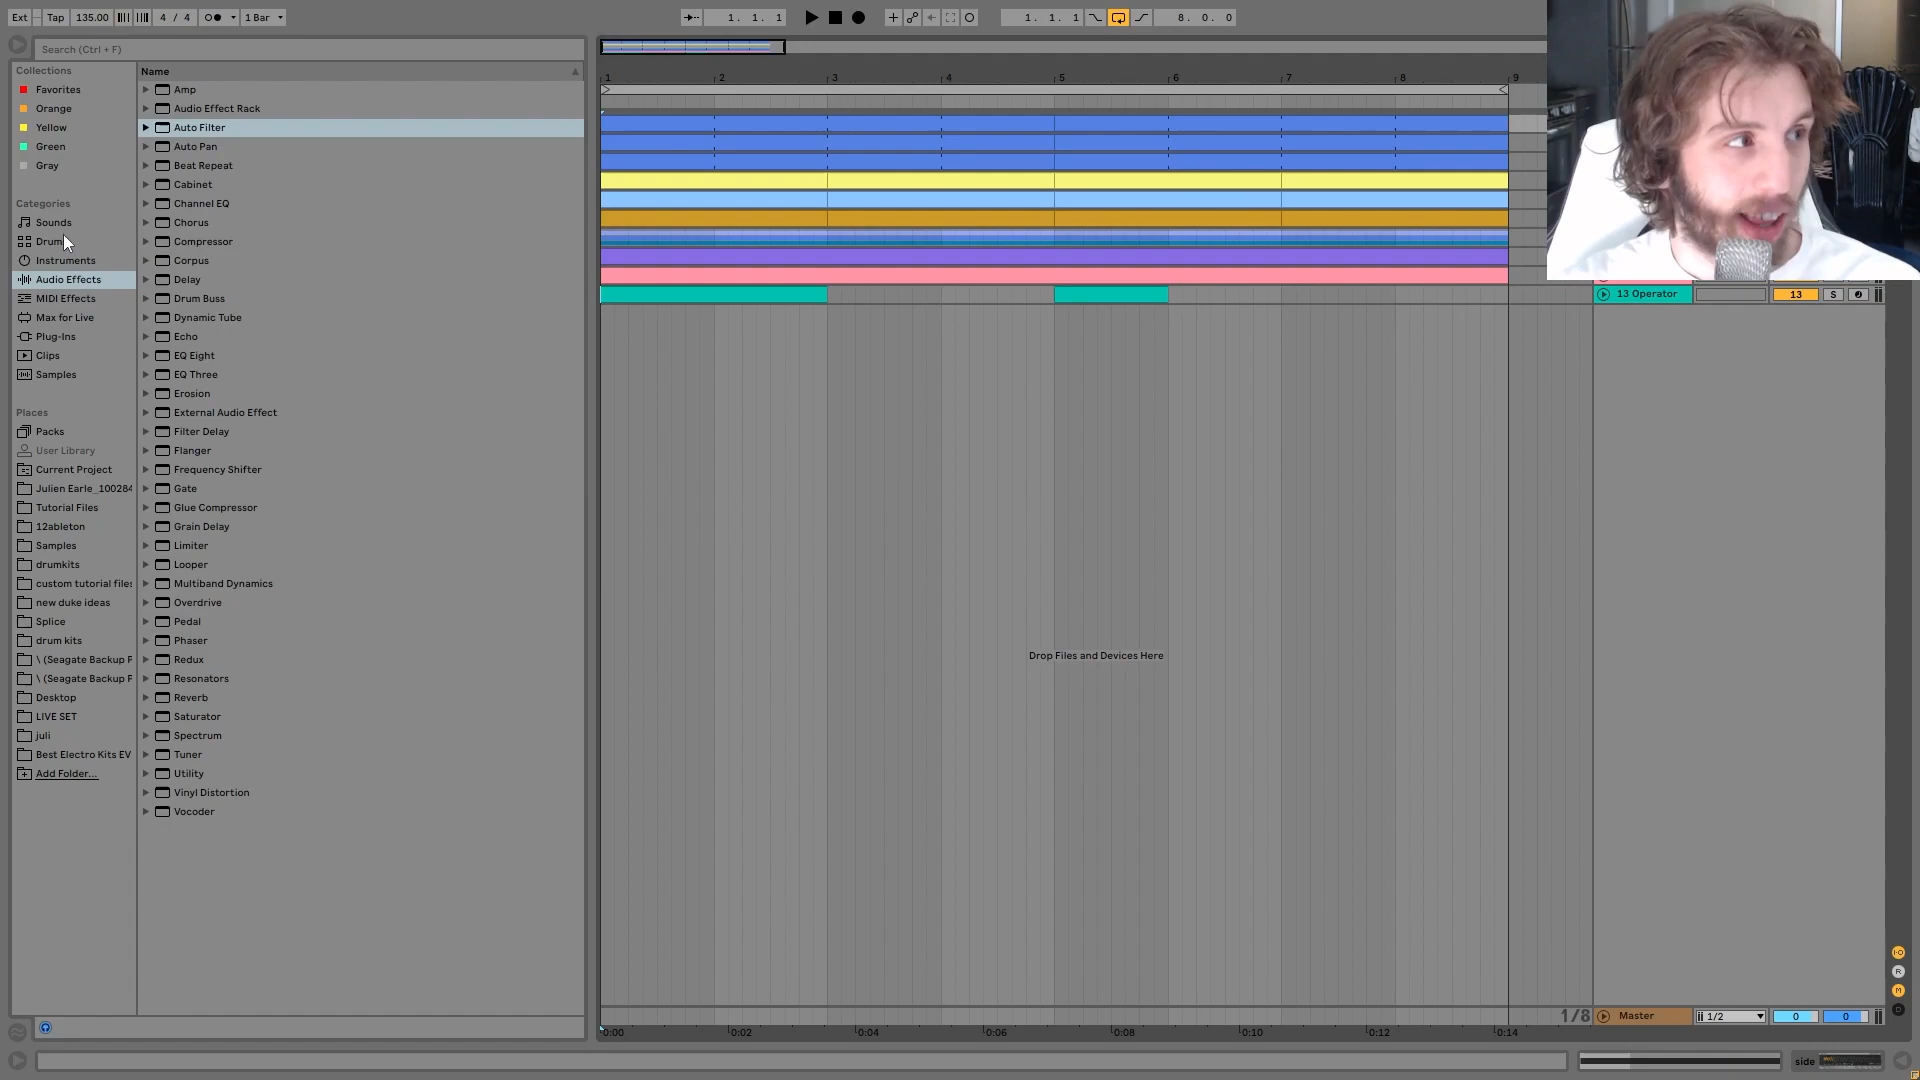 Ext Tap 135.00 4 / 4 1 Bar 1. 1. 1 1. 1. 1 8. 0. 0
Search (Ctrl + F)
Collections
Favorites
Orange
Yellow
Green
Gray
Categories
Sounds
Drum
Instruments
Audio Effects
MIDI Effects
Max for Live
Plug-Ins
Clips
Samples
Places
Packs
User Library
Current Project
Julien Earle_100284
Tutorial Files
12ableton
Samples
drumkits
custom tutorial files
new duke ideas
Splice
drum kits
\ (Seagate Backup P
\ (Seagate Backup P
Desktop
LIVE SET
juli
Best Electro Kits EV
Add Folder...
Name
Amp
Audio Effect Rack
Auto Filter
Auto Pan
Beat Repeat
Cabinet
Channel EQ
Chorus
Compressor
Corpus
Delay
Drum Buss
Dynamic Tube
Echo
EQ Eight
EQ Three
Erosion
External Audio Effect
Filter Delay
Flanger
Frequency Shifter
Gate
Glue Compressor
Grain Delay
Limiter
Looper
Multiband Dynamics
Overdrive
Pedal
Phaser
Redux
Resonators
Reverb
Saturator
Spectrum
Tuner
Utility
Vinyl Distortion
Vocoder
1 2 3 4 5 6 7 8 9
13 Operator 13 S
Drop Files and Devices Here
1/8 Master 1/2 0 0
0:00 0:02 0:04 0:06 0:08 0:10 0:12 0:14
I·O
R
M
D
side